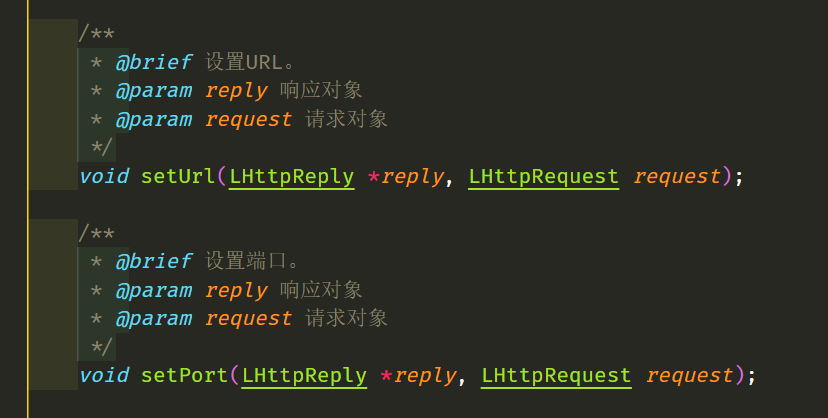 /**
* @brief 设置URL。
* @param reply 响应对象
* @param request 请求对象
*/
void setUrl(LHttpReply *reply, LHttpRequest request);
/**
* @brief 设置端口。
* @param reply 响应对象
* @param request 请求对象
*/
void setPort(LHttpReply *reply, LHttpRequest request);